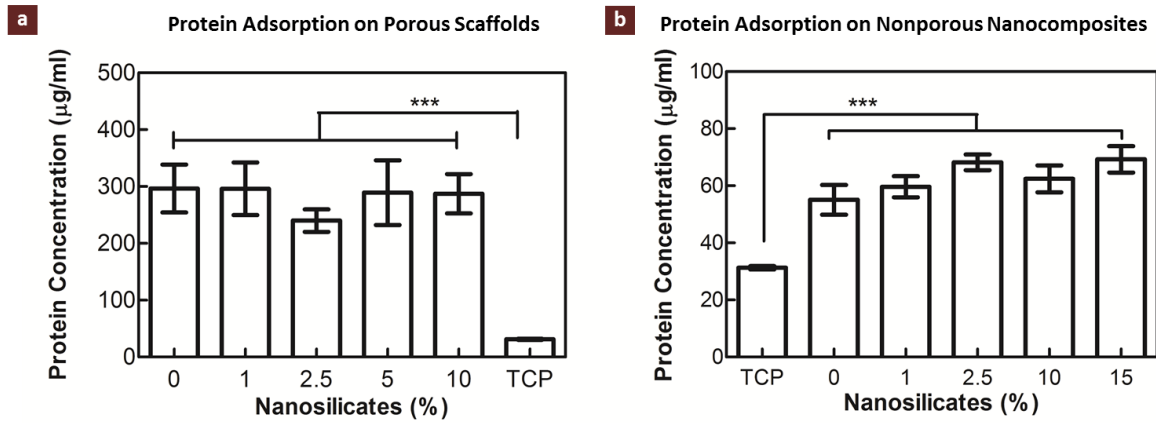 a
Protein Adsorption on Porous Scaffolds
Protein Concentration (μg/ml)
500
400
300
200
100
0
***
0 1 2.5 5 10 TCP
Nanosilicates (%)
b
Protein Adsorption on Nonporous Nanocomposites
Protein Concentration (μg/ml)
100
80
60
40
20
0
***
TCP 0 1 2.5 10 15
Nanosilicates (%)